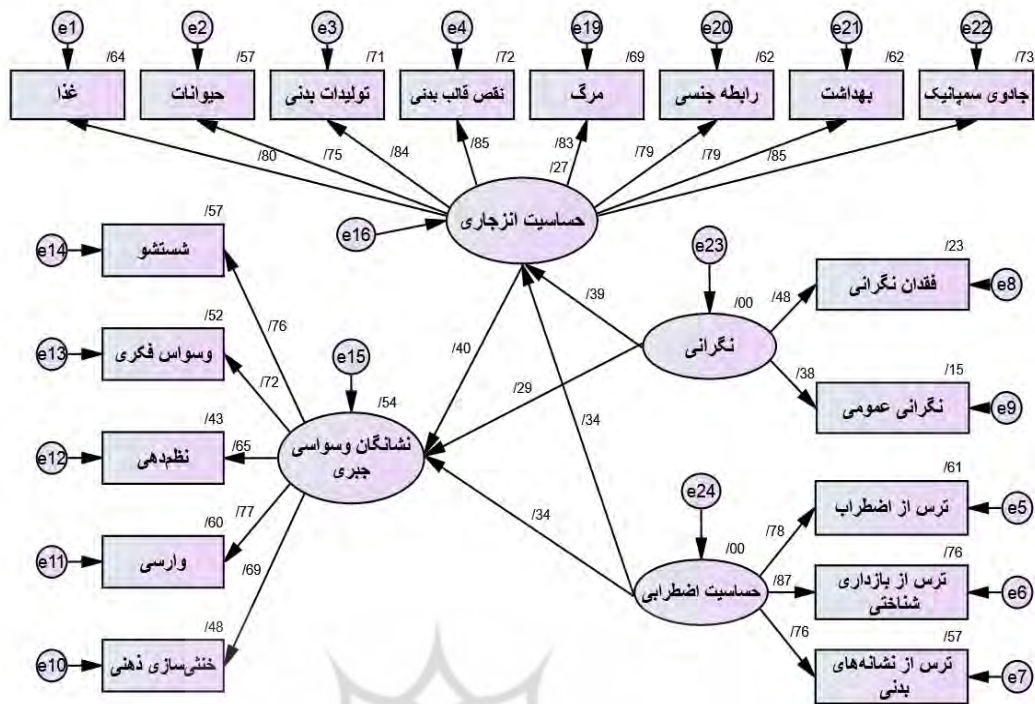 e1
e2
e3
e4
e19
e20
e21
e22
/64
/57
/71
/72
/69
/62
/62
/73
غذا
حیوانات
تولیدات بدنی
نقص قالب بدنی
مرگ
رابطه جنسی
بهداشت
جادوی سمپاتیک
/80
/75
/84
/85
/83
/79
/79
/85
/27
حساسیت انزجاری
e16
e23
/57
e14
شستشو
/52
e13
وسواس فکری
/43
e12
نظم‌دهی
/60
e11
وارسی
/48
e10
خنثی‌سازی ذهنی
/76
/72
/65
/77
/69
e15
/54
نشانگان وسواسی
جبری
/40
/39
/29
/34
/34
/00
نگرانی
/48
/38
/23
فقدان نگرانی
e8
/15
نگرانی عمومی
e9
e24
/00
حساسیت اضطرابی
/78
/87
/76
/61
ترس از اضطراب
e5
/76
ترس از بازداری
شناختی
e6
/57
ترس از نشانه‌های
بدنی
e7